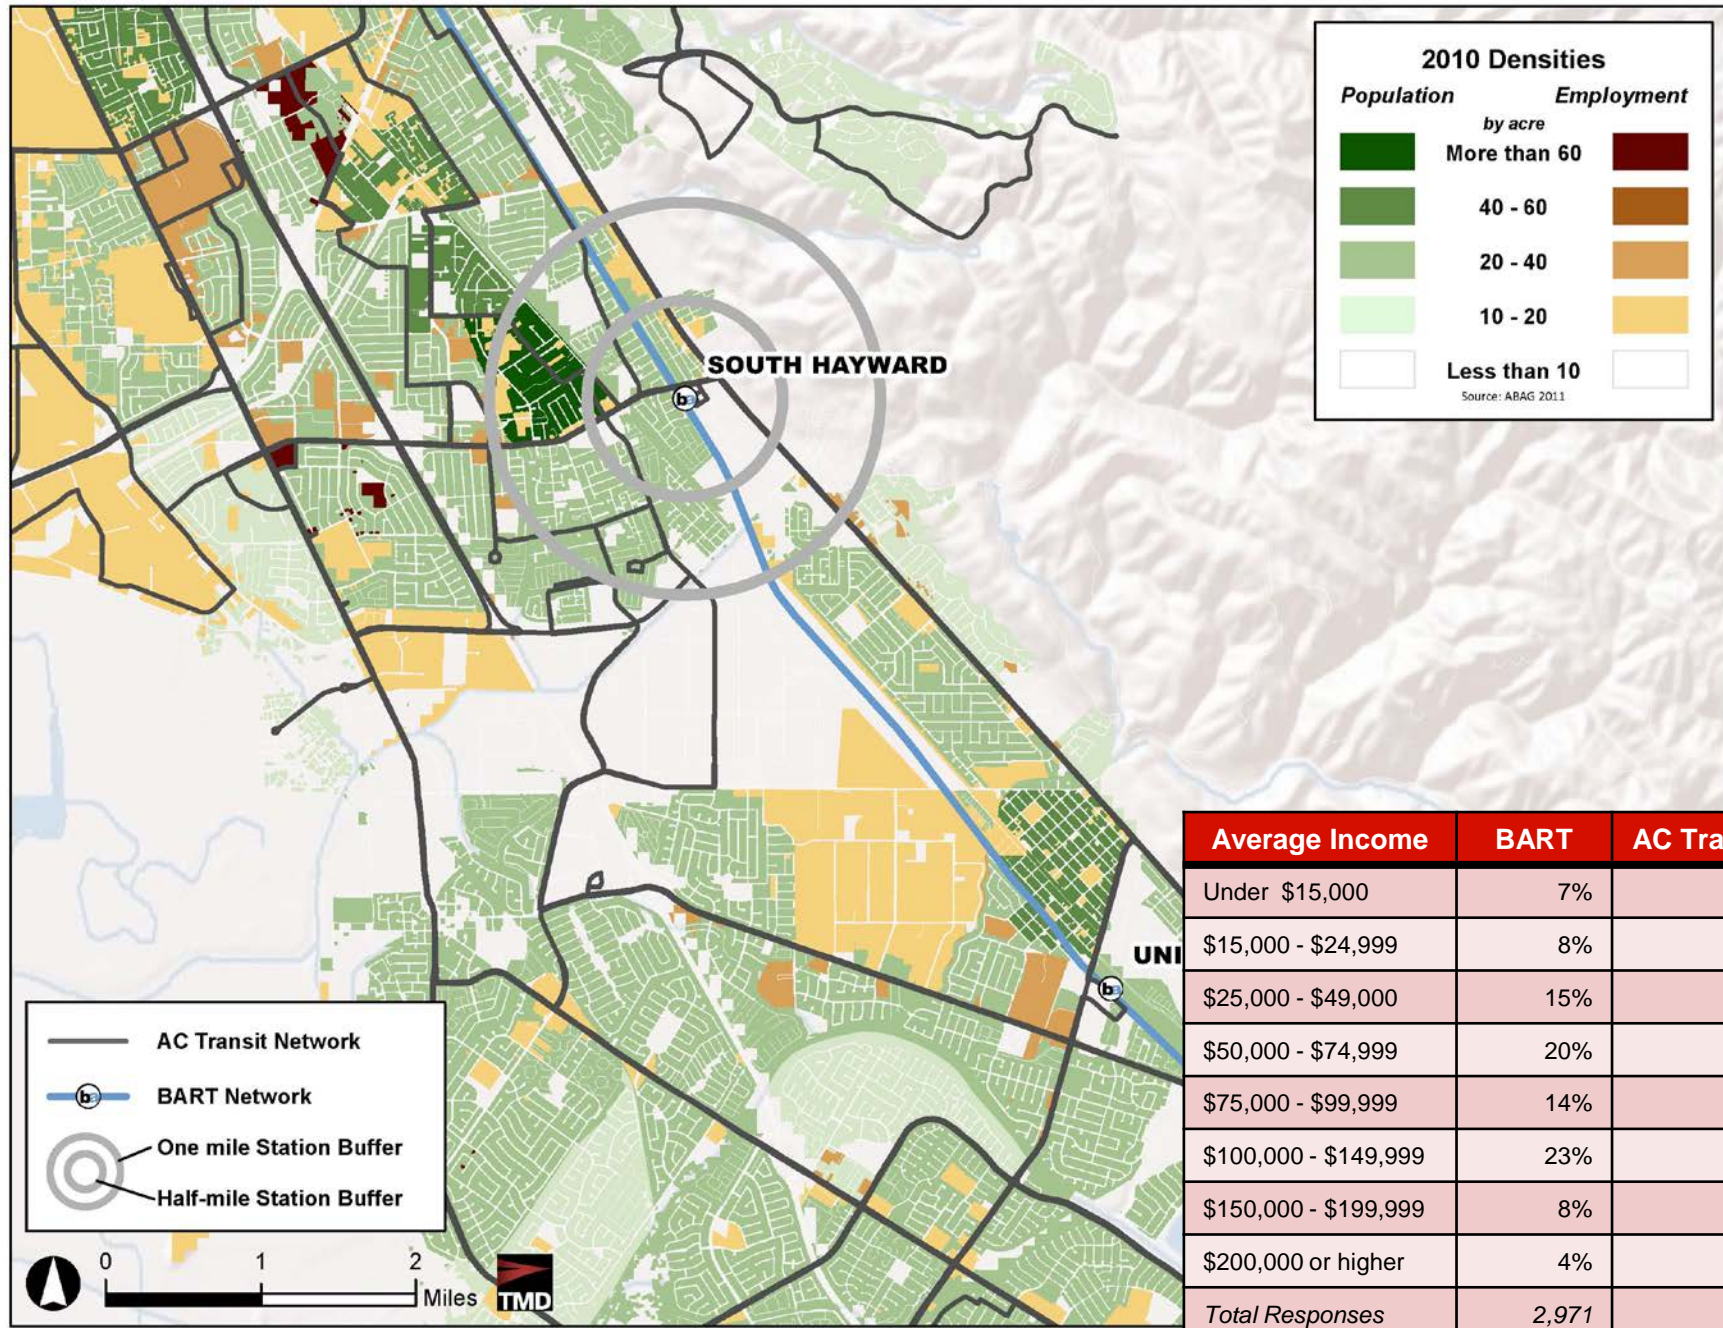 2010 Densities
Population Employment
by acre
More than 60
40 - 60
20 - 40
10 - 20
Less than 10
Source: ABAG 2011
SOUTH HAYWARD
UNI
AC Transit Network
ba BART Network
One mile Station Buffer
Half-mile Station Buffer
0 1 2
Miles
TMD
Average Income BART AC Tra
Under $15,000 7%
$15,000 - $24,999 8%
$25,000 - $49,000 15%
$50,000 - $74,999 20%
$75,000 - $99,999 14%
$100,000 - $149,999 23%
$150,000 - $199,999 8%
$200,000 or higher 4%
Total Responses 2,971